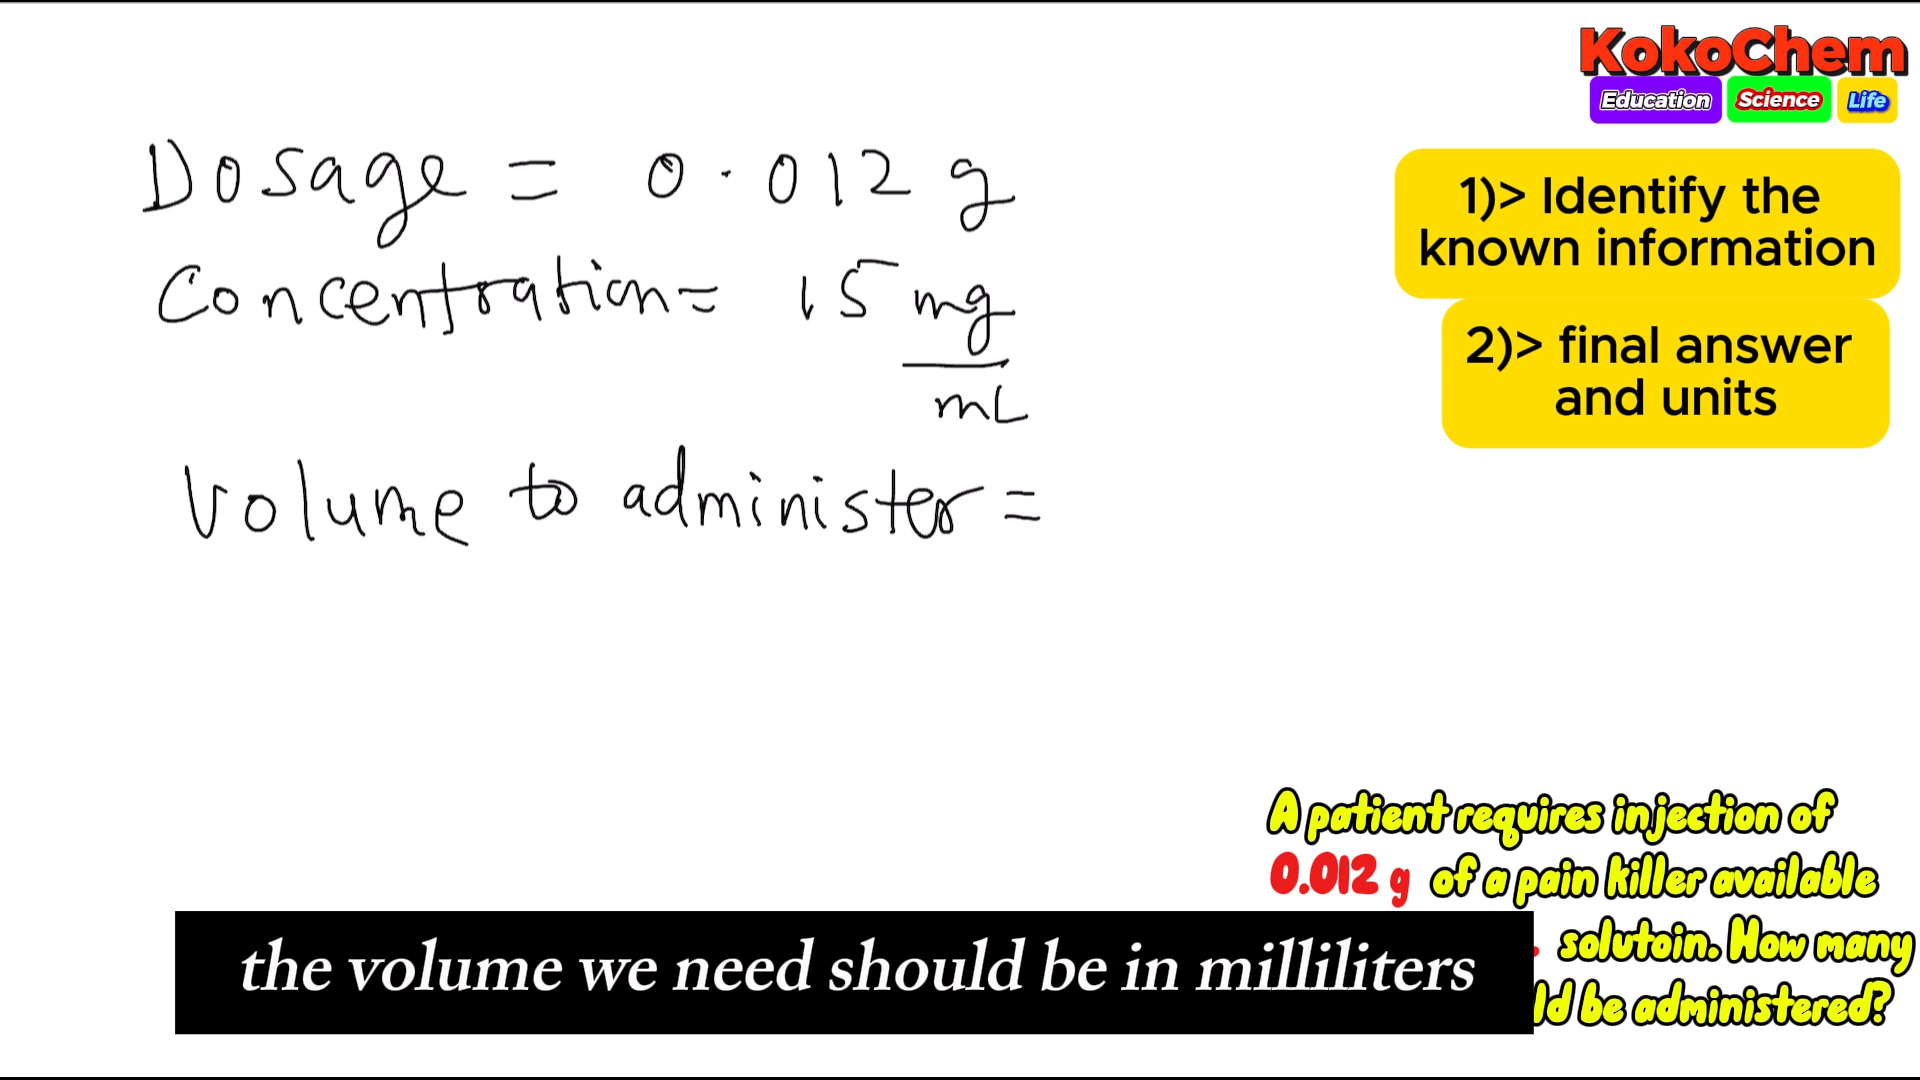 KokoChem
Education Science Life
Dosage = 0.012 g
Concentration = 15 mg
mL
Volume to administer =
1)> Identify the
known information
2)> final answer
and units
A patient requires injection of
0.012 g of a pain killer available
solutoin. How many
ld be administered?
the volume we need should be in milliliters